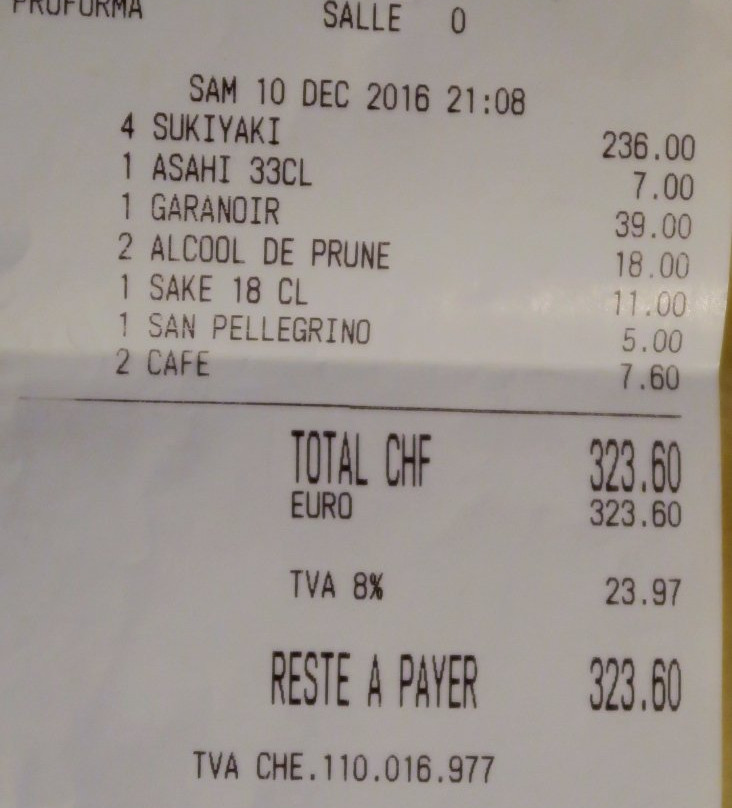 PROFORMA SALLE 0
SAM 10 DEC 2016 21:08
4 SUKIYAKI 236.00
1 ASAHI 33CL 7.00
1 GARANOIR 39.00
2 ALCOOL DE PRUNE 18.00
1 SAKE 18 CL 11.00
1 SAN PELLEGRINO 5.00
2 CAFE 7.60
TOTAL CHF 323.60
EURO 323.60
TVA 8% 23.97
RESTE A PAYER 323.60
TVA CHE.110.016.977